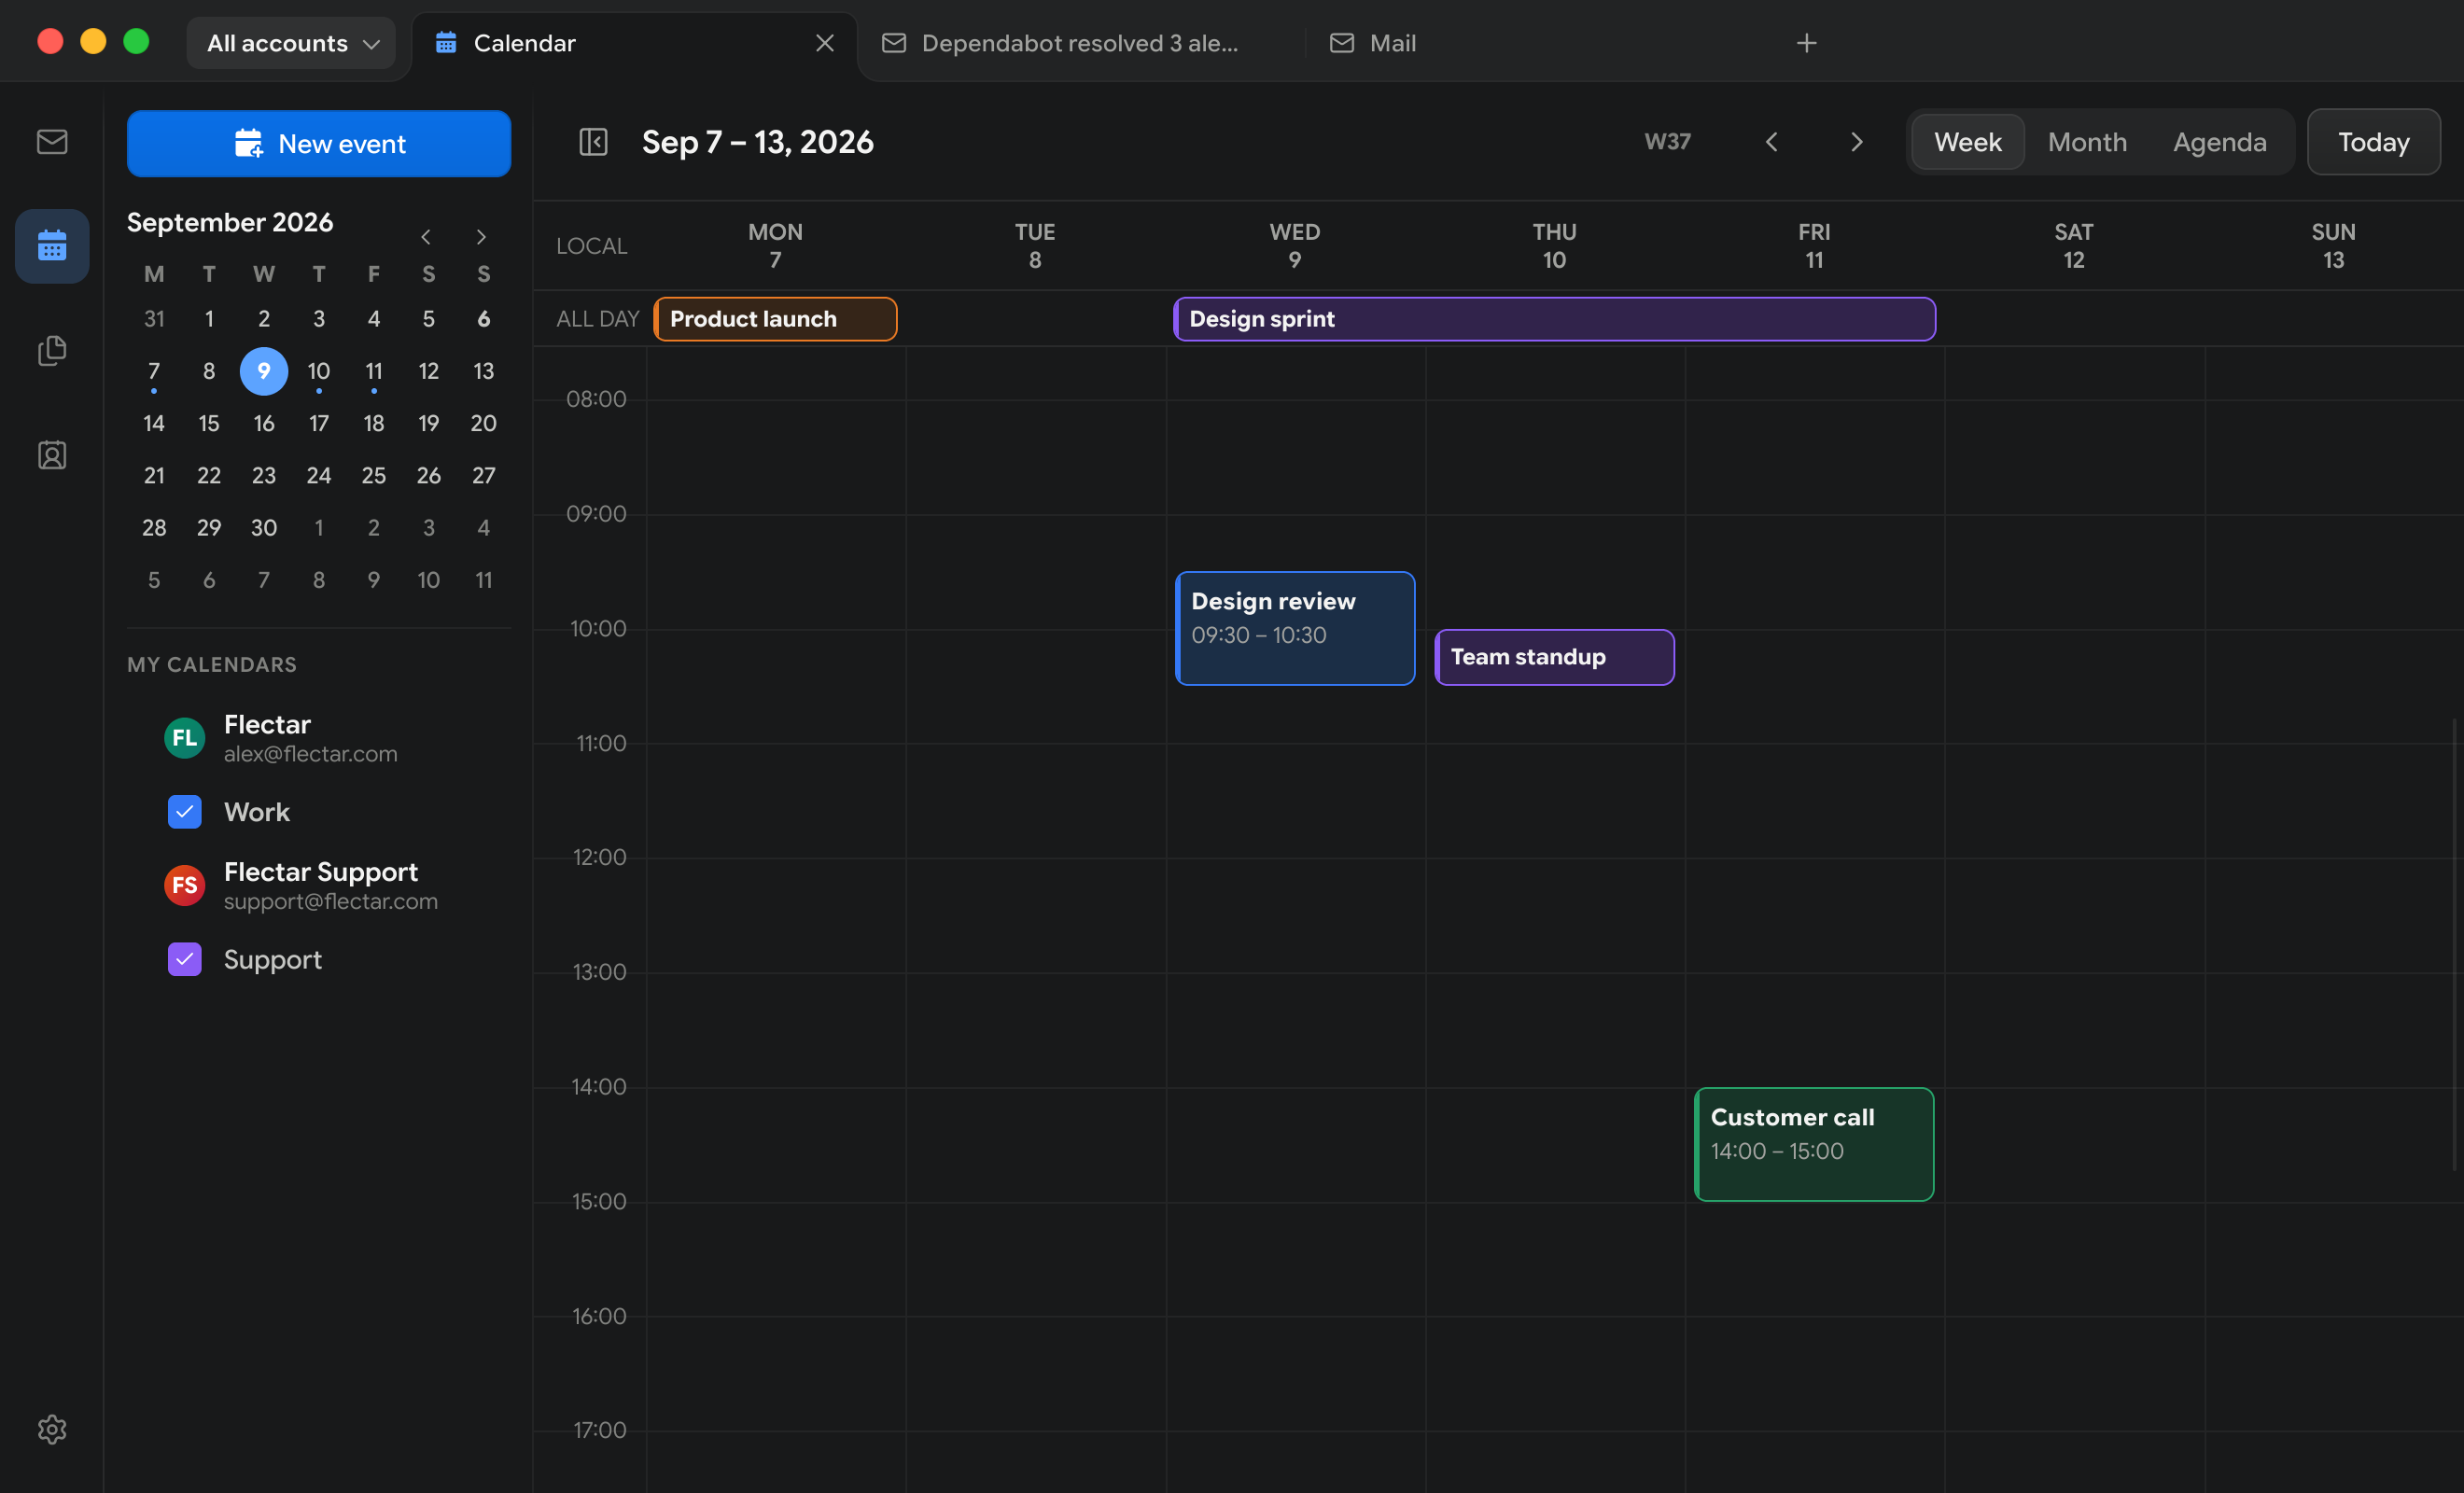 All accounts
Calendar
Dependabot resolved 3 ale...
Mail
New event
September 2026
M T W T F S S
31 1 2 3 4 5 6
7 8 9 10 11 12 13
14 15 16 17 18 19 20
21 22 23 24 25 26 27
28 29 30 1 2 3 4
5 6 7 8 9 10 11
MY CALENDARS
FL
Flectar
alex@flectar.com
Work
FS
Flectar Support
support@flectar.com
Support
Sep 7 – 13, 2026
W37
Week
Month
Agenda
Today
LOCAL
MON
7
TUE
8
WED
9
THU
10
FRI
11
SAT
12
SUN
13
ALL DAY
Product launch
Design sprint
08:00
09:00
Design review
09:30 – 10:30
10:00
Team standup
11:00
12:00
13:00
14:00
Customer call
14:00 – 15:00
15:00
16:00
17:00